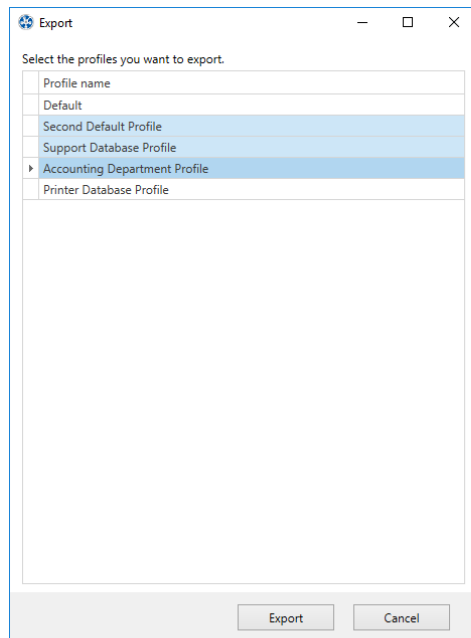 Export
Select the profiles you want to export.
Profile name
Default
Second Default Profile
Support Database Profile
Accounting Department Profile
Printer Database Profile
Export Cancel